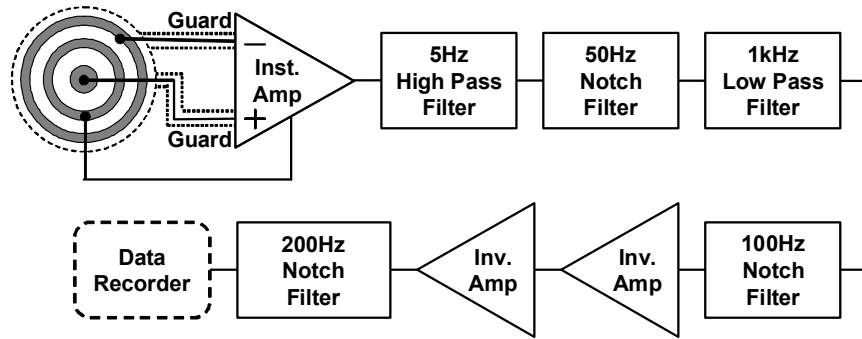 Guard
−
Inst.
Amp
+
Guard
5Hz
High Pass
Filter
50Hz
Notch
Filter
1kHz
Low Pass
Filter
Data
Recorder
200Hz
Notch
Filter
Inv.
Amp
Inv.
Amp
100Hz
Notch
Filter